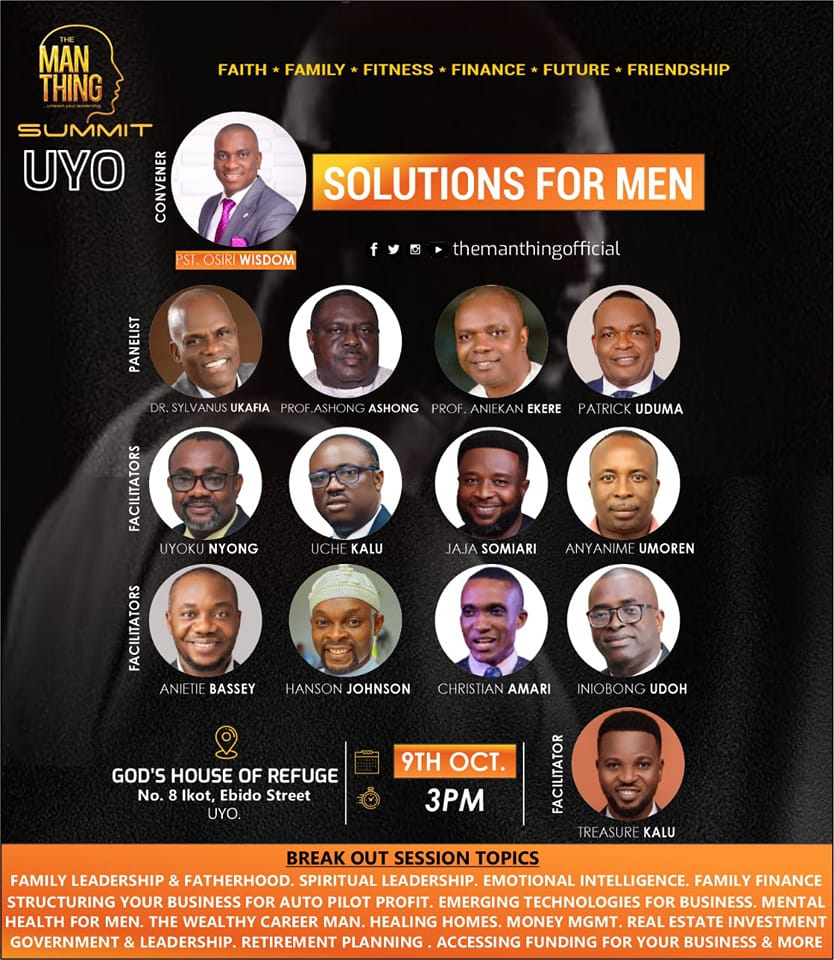 THE
MAN
THING
...unleash your leadership
SUMMIT
UYO
FAITH * FAMILY * FITNESS * FINANCE * FUTURE * FRIENDSHIP
CONVENER
PST. OSIRI WISDOM
SOLUTIONS FOR MEN
themanthingofficial
PANELIST
DR. SYLVANUS UKAFIA
PROF.ASHONG ASHONG
PROF. ANIEKAN EKERE
PATRICK UDUMA
FACILITATORS
UYOKU NYONG
UCHE KALU
JAJA SOMIARI
ANYANIME UMOREN
FACILITATORS
ANIETIE BASSEY
HANSON JOHNSON
CHRISTIAN AMARI
INIOBONG UDOH
GOD'S HOUSE OF REFUGE
No. 8 Ikot, Ebido Street
UYO.
9TH OCT.
3PM
FACILITATOR
TREASURE KALU
BREAK OUT SESSION TOPICS
FAMILY LEADERSHIP & FATHERHOOD. SPIRITUAL LEADERSHIP. EMOTIONAL INTELLIGENCE. FAMILY FINANCE
STRUCTURING YOUR BUSINESS FOR AUTO PILOT PROFIT. EMERGING TECHNOLOGIES FOR BUSINESS. MENTAL
HEALTH FOR MEN. THE WEALTHY CAREER MAN. HEALING HOMES. MONEY MGMT. REAL ESTATE INVESTMENT
GOVERNMENT & LEADERSHIP. RETIREMENT PLANNING . ACCESSING FUNDING FOR YOUR BUSINESS & MORE